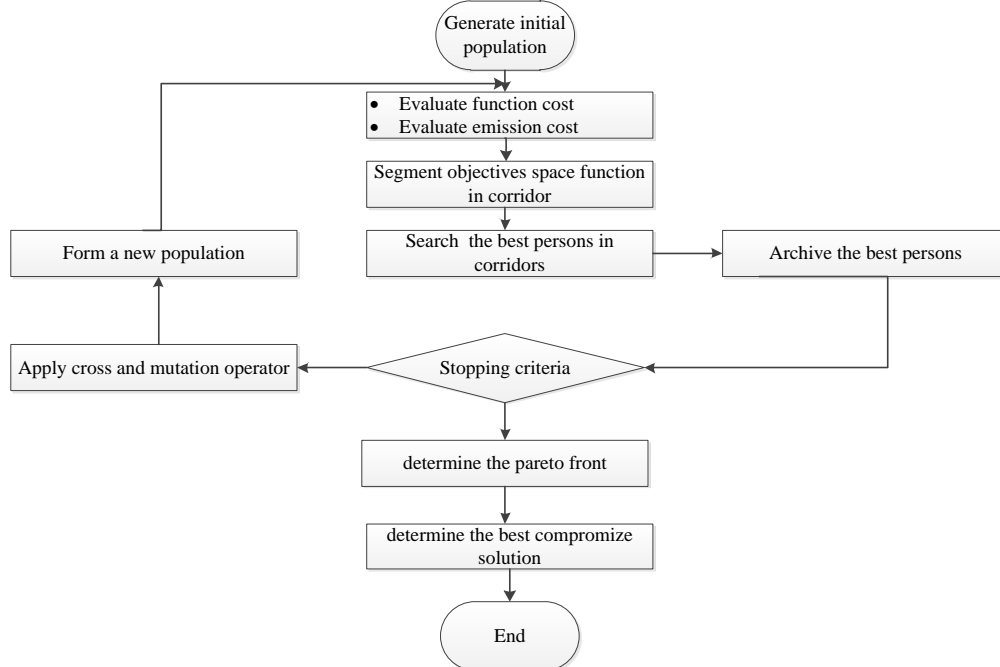 Generate initial
population
• Evaluate function cost
• Evaluate emission cost
Segment objectives space function
in corridor
Search the best persons in
corridors
Archive the best persons
Form a new population
Apply cross and mutation operator
Stopping criteria
determine the pareto front
determine the best compromize
solution
End